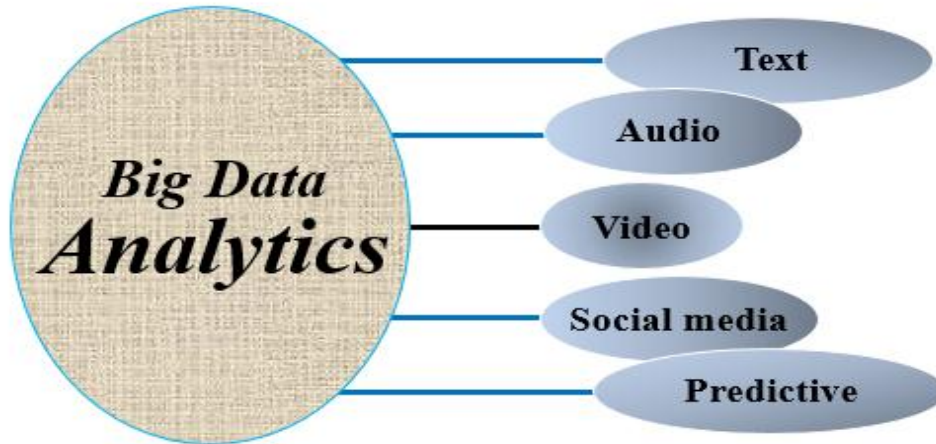 Big Data
Analytics
Text
Audio
Video
Social media
Predictive